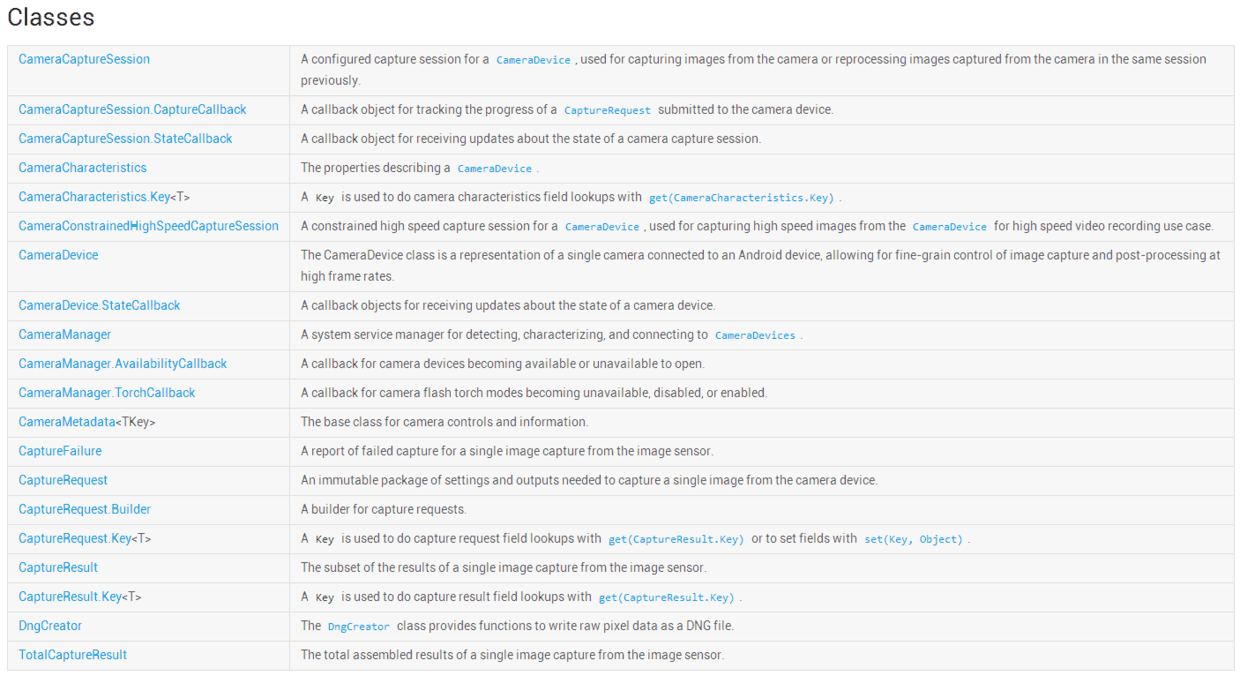 Classes
CameraCaptureSession
A configured capture session for a CameraDevice , used for capturing images from the camera or reprocessing images captured from the camera in the same session
previously.
CameraCaptureSession.CaptureCallback
A callback object for tracking the progress of a CaptureRequest submitted to the camera device.
CameraCaptureSession.StateCallback
A callback object for receiving updates about the state of a camera capture session.
CameraCharacteristics
The properties describing a CameraDevice .
CameraCharacteristics.Key<T>
A Key is used to do camera characteristics field lookups with get(CameraCharacteristics.Key) .
CameraConstrainedHighSpeedCaptureSession
A constrained high speed capture session for a CameraDevice , used for capturing high speed images from the CameraDevice for high speed video recording use case.
CameraDevice
The CameraDevice class is a representation of a single camera connected to an Android device, allowing for fine-grain control of image capture and post-processing at
high frame rates.
CameraDevice.StateCallback
A callback objects for receiving updates about the state of a camera device.
CameraManager
A system service manager for detecting, characterizing, and connecting to CameraDevices .
CameraManager.AvailabilityCallback
A callback for camera devices becoming available or unavailable to open.
CameraManager.TorchCallback
A callback for camera flash torch modes becoming unavailable, disabled, or enabled.
CameraMetadata<TKey>
The base class for camera controls and information.
CaptureFailure
A report of failed capture for a single image capture from the image sensor.
CaptureRequest
An immutable package of settings and outputs needed to capture a single image from the camera device.
CaptureRequest.Builder
A builder for capture requests.
CaptureRequest.Key<T>
A Key is used to do capture request field lookups with get(CaptureResult.Key) or to set fields with set(Key, Object) .
CaptureResult
The subset of the results of a single image capture from the image sensor.
CaptureResult.Key<T>
A Key is used to do capture result field lookups with get(CaptureResult.Key) .
DngCreator
The DngCreator class provides functions to write raw pixel data as a DNG file.
TotalCaptureResult
The total assembled results of a single image capture from the image sensor.